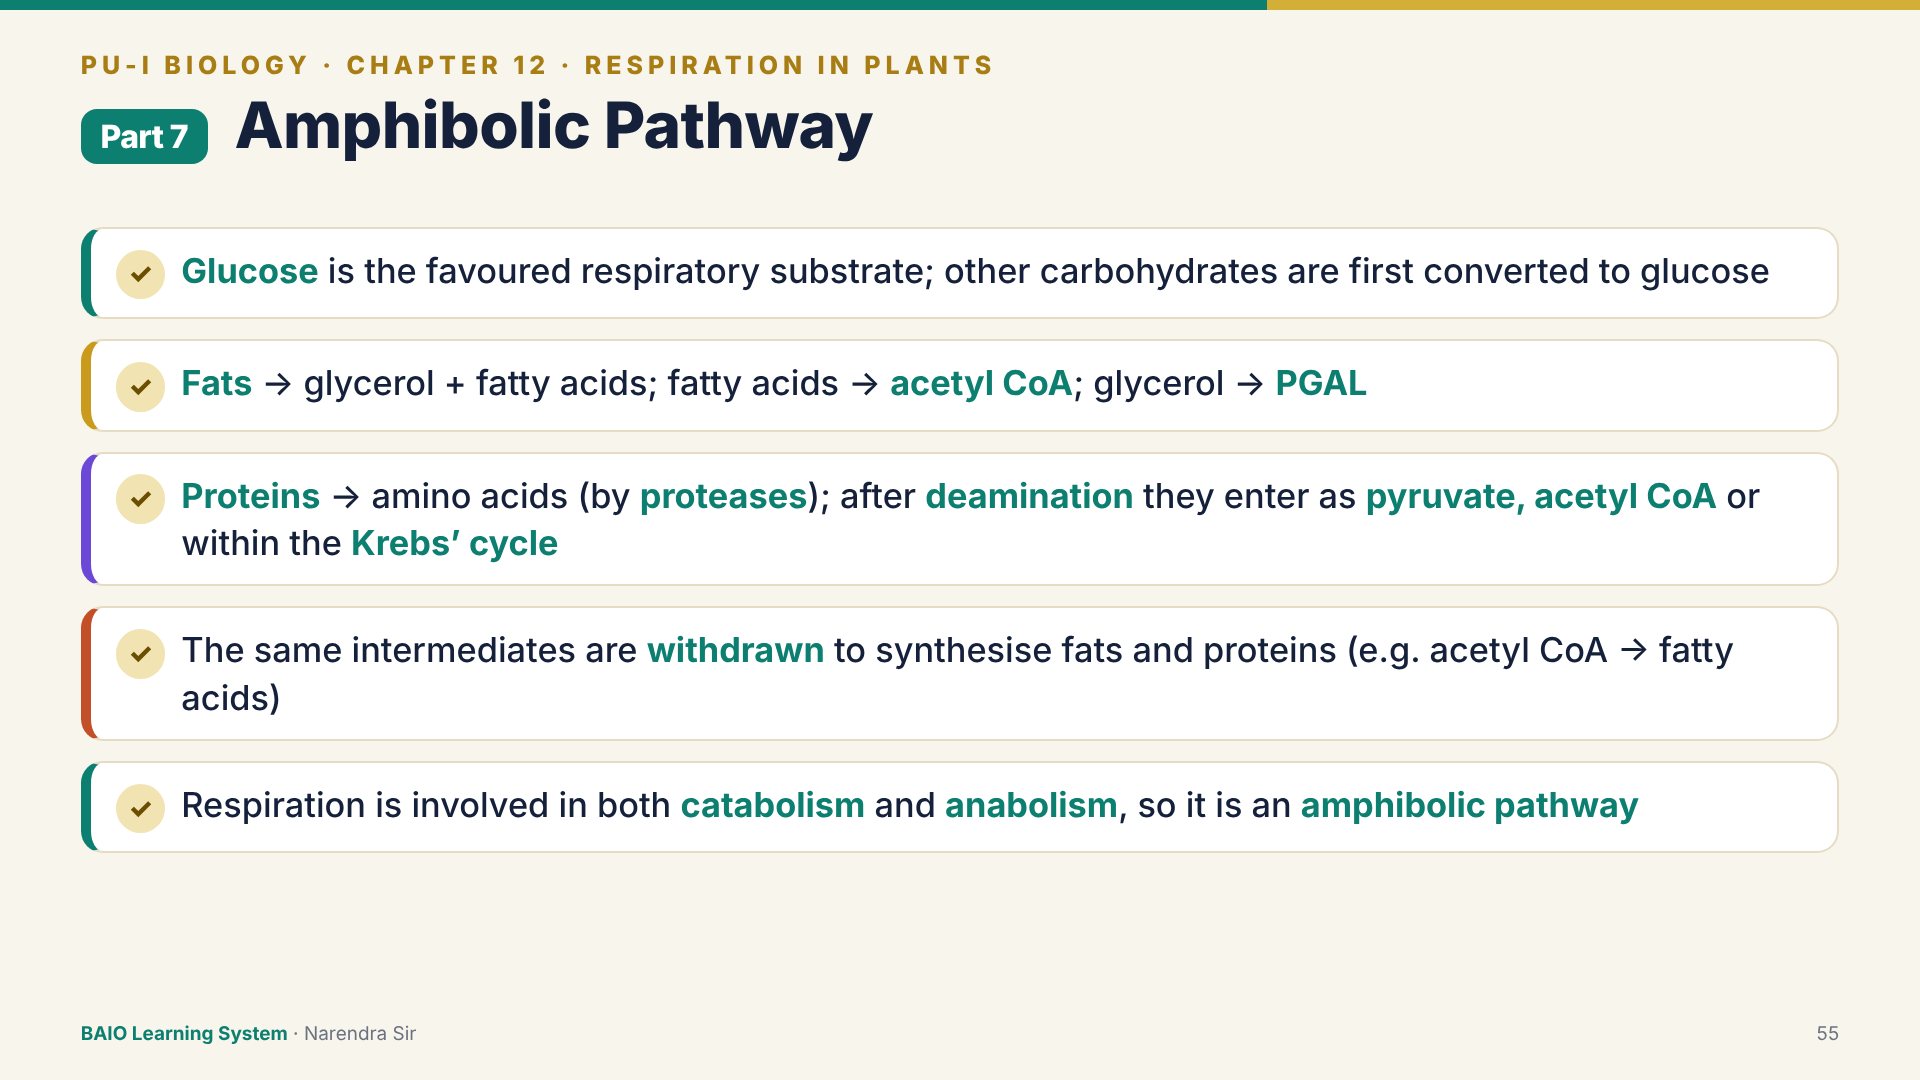 PU-I BIOLOGY · CHAPTER 12 · RESPIRATION IN PLANTS
Part 7 Amphibolic Pathway
Glucose is the favoured respiratory substrate; other carbohydrates are first converted to glucose
Fats → glycerol + fatty acids; fatty acids → acetyl CoA; glycerol → PGAL
Proteins → amino acids (by proteases); after deamination they enter as pyruvate, acetyl CoA or
within the Krebs’ cycle
The same intermediates are withdrawn to synthesise fats and proteins (e.g. acetyl CoA → fatty
acids)
Respiration is involved in both catabolism and anabolism, so it is an amphibolic pathway
BAIO Learning System · Narendra Sir
55